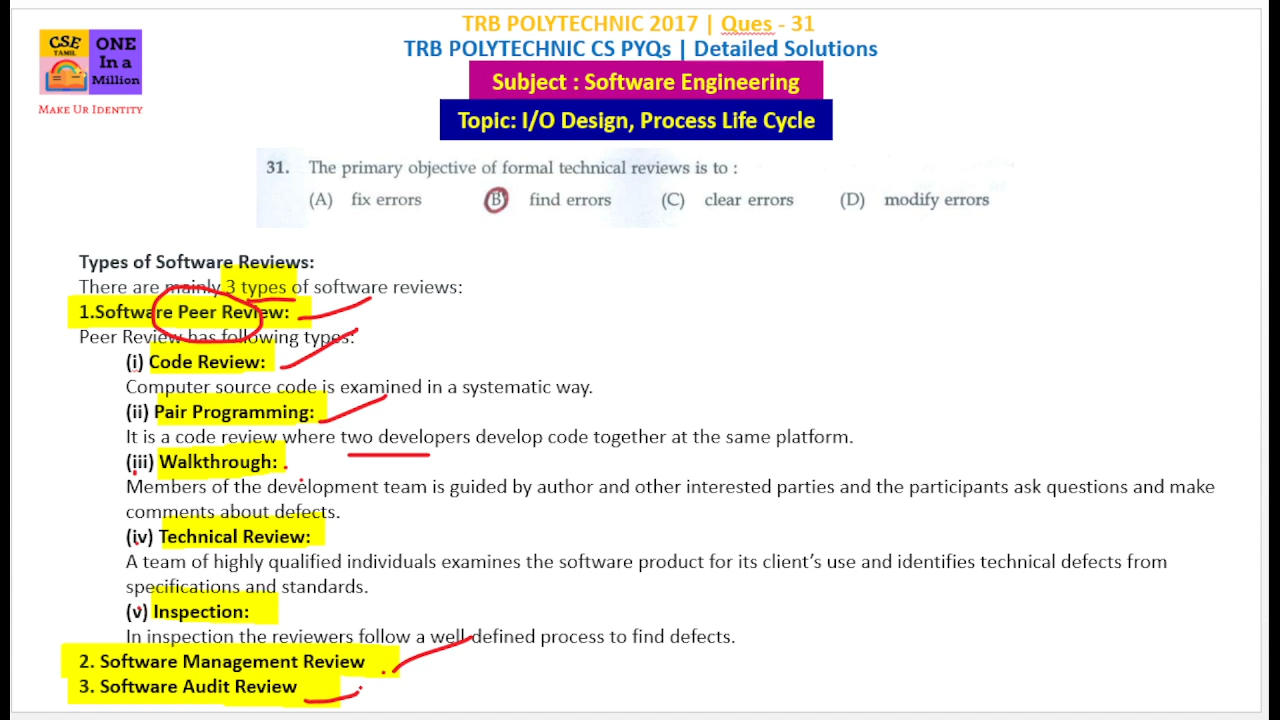 TRB POLYTECHNIC 2017 | Ques - 31
CSE
TAMIL
ONE
In a
Million
MAKE UR IDENTITY
TRB POLYTECHNIC CS PYQs | Detailed Solutions
Subject : Software Engineering
Topic: I/O Design, Process Life Cycle
31. The primary objective of formal technical reviews is to :
(A) fix errors (B) find errors (C) clear errors (D) modify errors
Types of Software Reviews:
There are mainly 3 types of software reviews:
1.Software Peer Review:
Peer Review has following types:
(i) Code Review:
Computer source code is examined in a systematic way.
(ii) Pair Programming:
It is a code review where two developers develop code together at the same platform.
(iii) Walkthrough:
Members of the development team is guided by author and other interested parties and the participants ask questions and make
comments about defects.
(iv) Technical Review:
A team of highly qualified individuals examines the software product for its client’s use and identifies technical defects from
specifications and standards.
(v) Inspection:
In inspection the reviewers follow a well-defined process to find defects.
2. Software Management Review
3. Software Audit Review